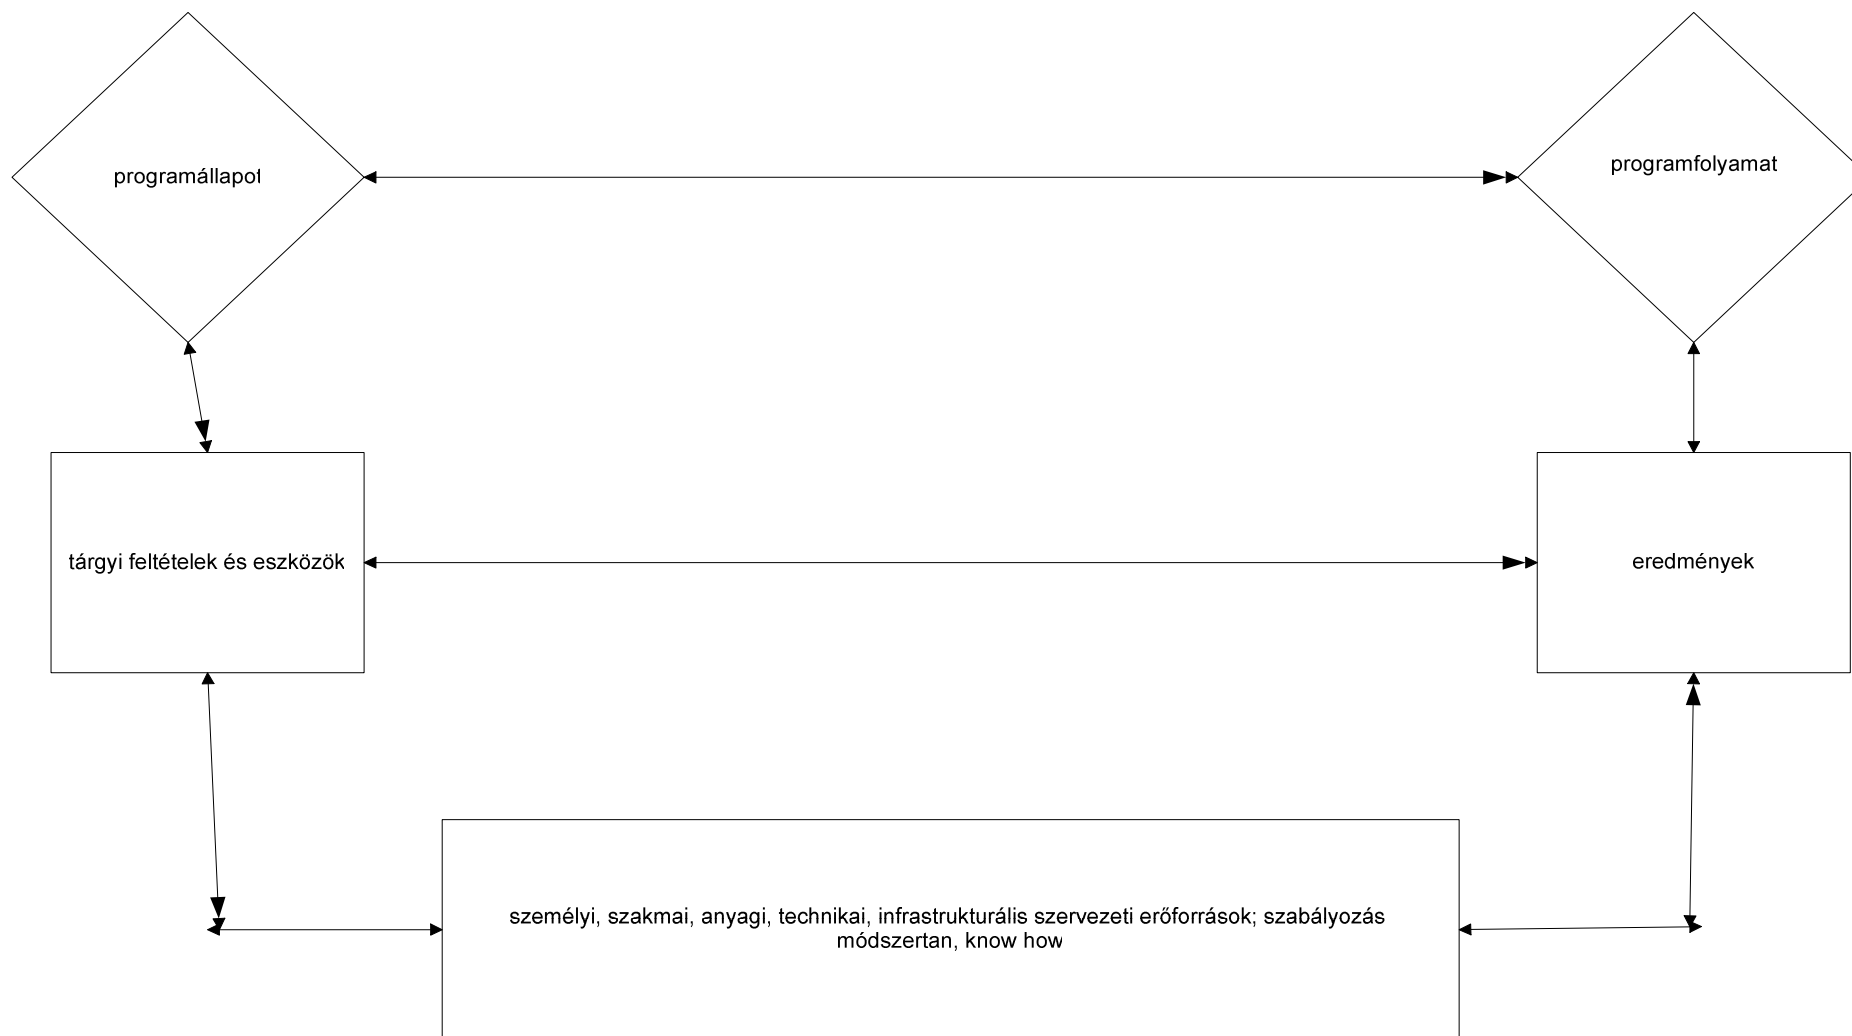 programállapot
programfolyamat
tárgyi feltételek és eszközök
eredmények
személyi, szakmai, anyagi, technikai, infrastrukturális szervezeti erőforrások; szabályozás
módszertan, know how